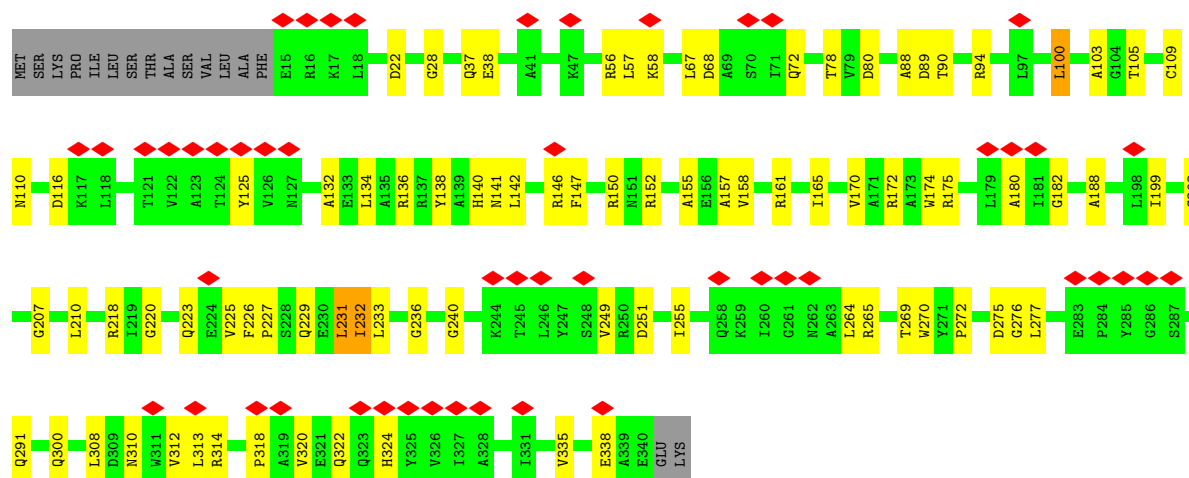 MET SER LYS PRO ILE LEU SER THR ALA SER VAL LEU ALA PHE E15 R16 K17 L18 D22 G28 Q37 E38 A41 K47 R56 L57 K58 L67 D68 A69 S70 I71 Q72 T78 V79 D80 A88 D89 T90 R94 L97 L100 A103 G104 T105 C109
N110 D116 K117 L118 T121 V122 A123 T124 Y125 V126 N127 A132 E133 L134 A135 R136 R137 Y138 A139 H140 N141 L142 R146 F147 R150 N151 R152 A155 E156 A157 V158 R161 I165 V170 A171 R172 A173 W174 R175 L179 A180 I181 G182 A188 L198 I199
G207 L210 R218 I219 G220 Q223 E224 V225 F226 P227 S228 Q229 E230 L231 I232 L233 G236 G240 K244 T245 L246 Y247 S248 V249 R250 D251 I255 Q258 K259 I260 G261 N262 A263 L264 R265 T269 W270 Y271 P272 D275 G276 L277 E283 P284 Y285 G286 S287
Q291 Q300 L308 D309 N310 W311 V312 L313 R314 P318 A319 V320 E321 Q322 Q323 H324 Y325 V326 I327 A328 I331 V335 E338 A339 E340 GLU LYS